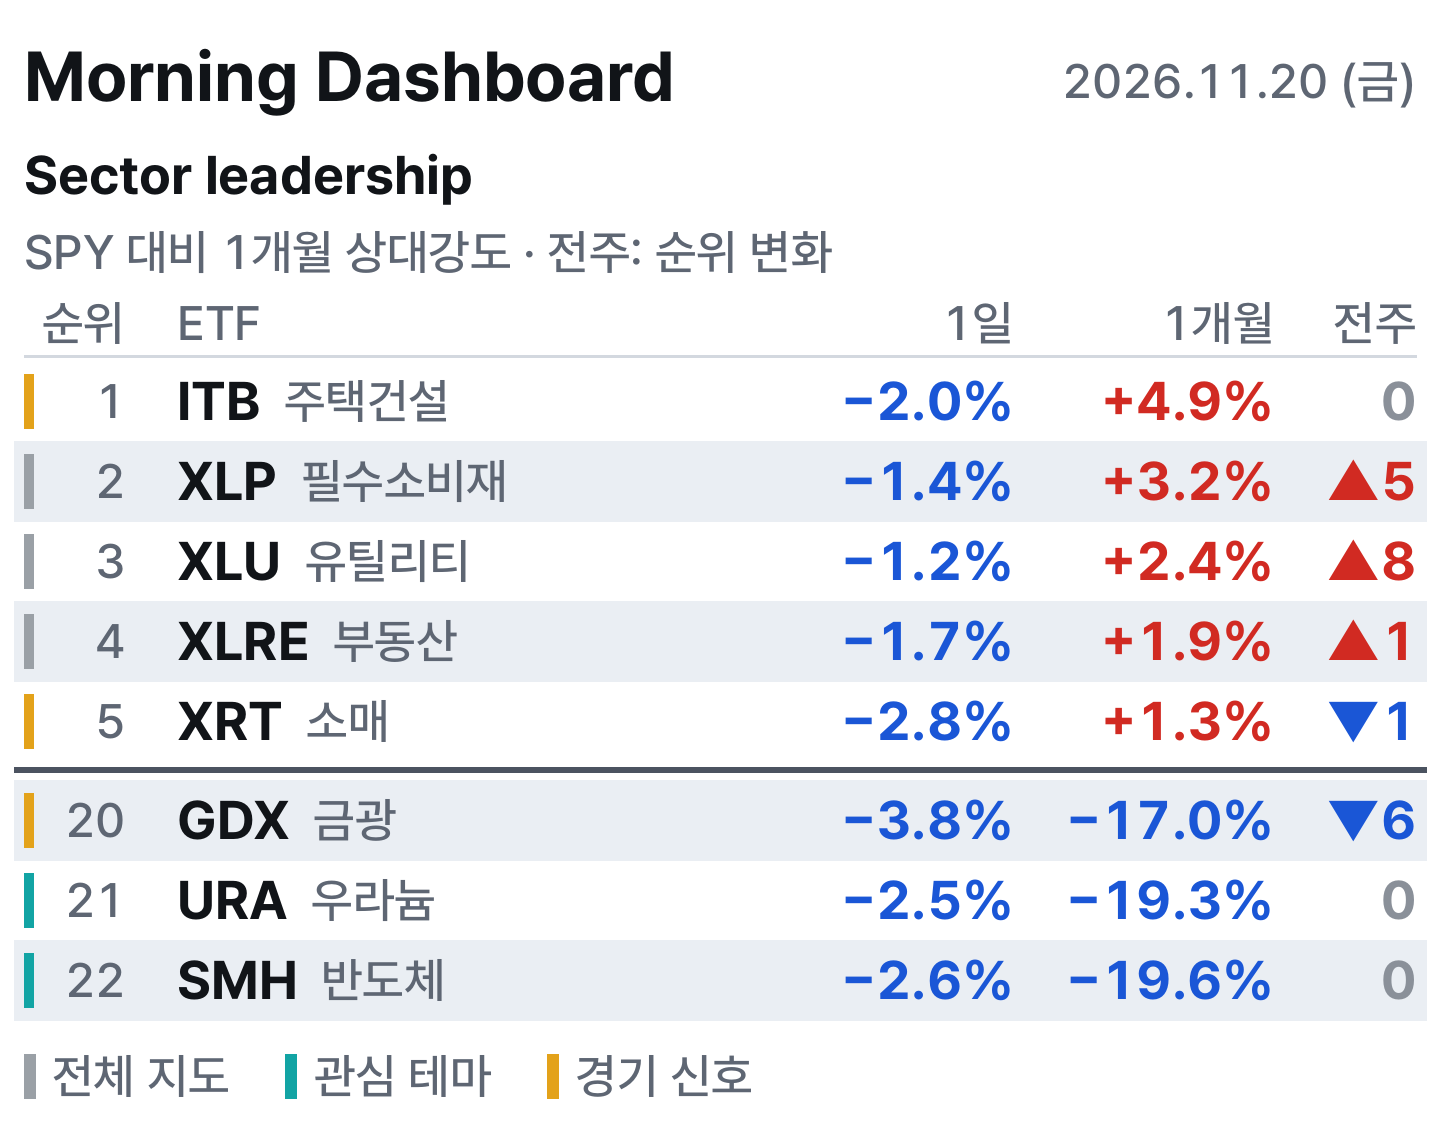 Morning Dashboard 2026.11.20 (금)
Sector leadership
SPY 대비 1개월 상대강도 · 전주: 순위 변화
순위 ETF 1일 1개월 전주
1 ITB 주택건설 −2.0% +4.9% 0
2 XLP 필수소비재 −1.4% +3.2% ▲5
3 XLU 유틸리티 −1.2% +2.4% ▲8
4 XLRE 부동산 −1.7% +1.9% ▲1
5 XRT 소매 −2.8% +1.3% ▼1
20 GDX 금광 −3.8% −17.0% ▼6
21 URA 우라늄 −2.5% −19.3% 0
22 SMH 반도체 −2.6% −19.6% 0
전체 지도 관심 테마 경기 신호